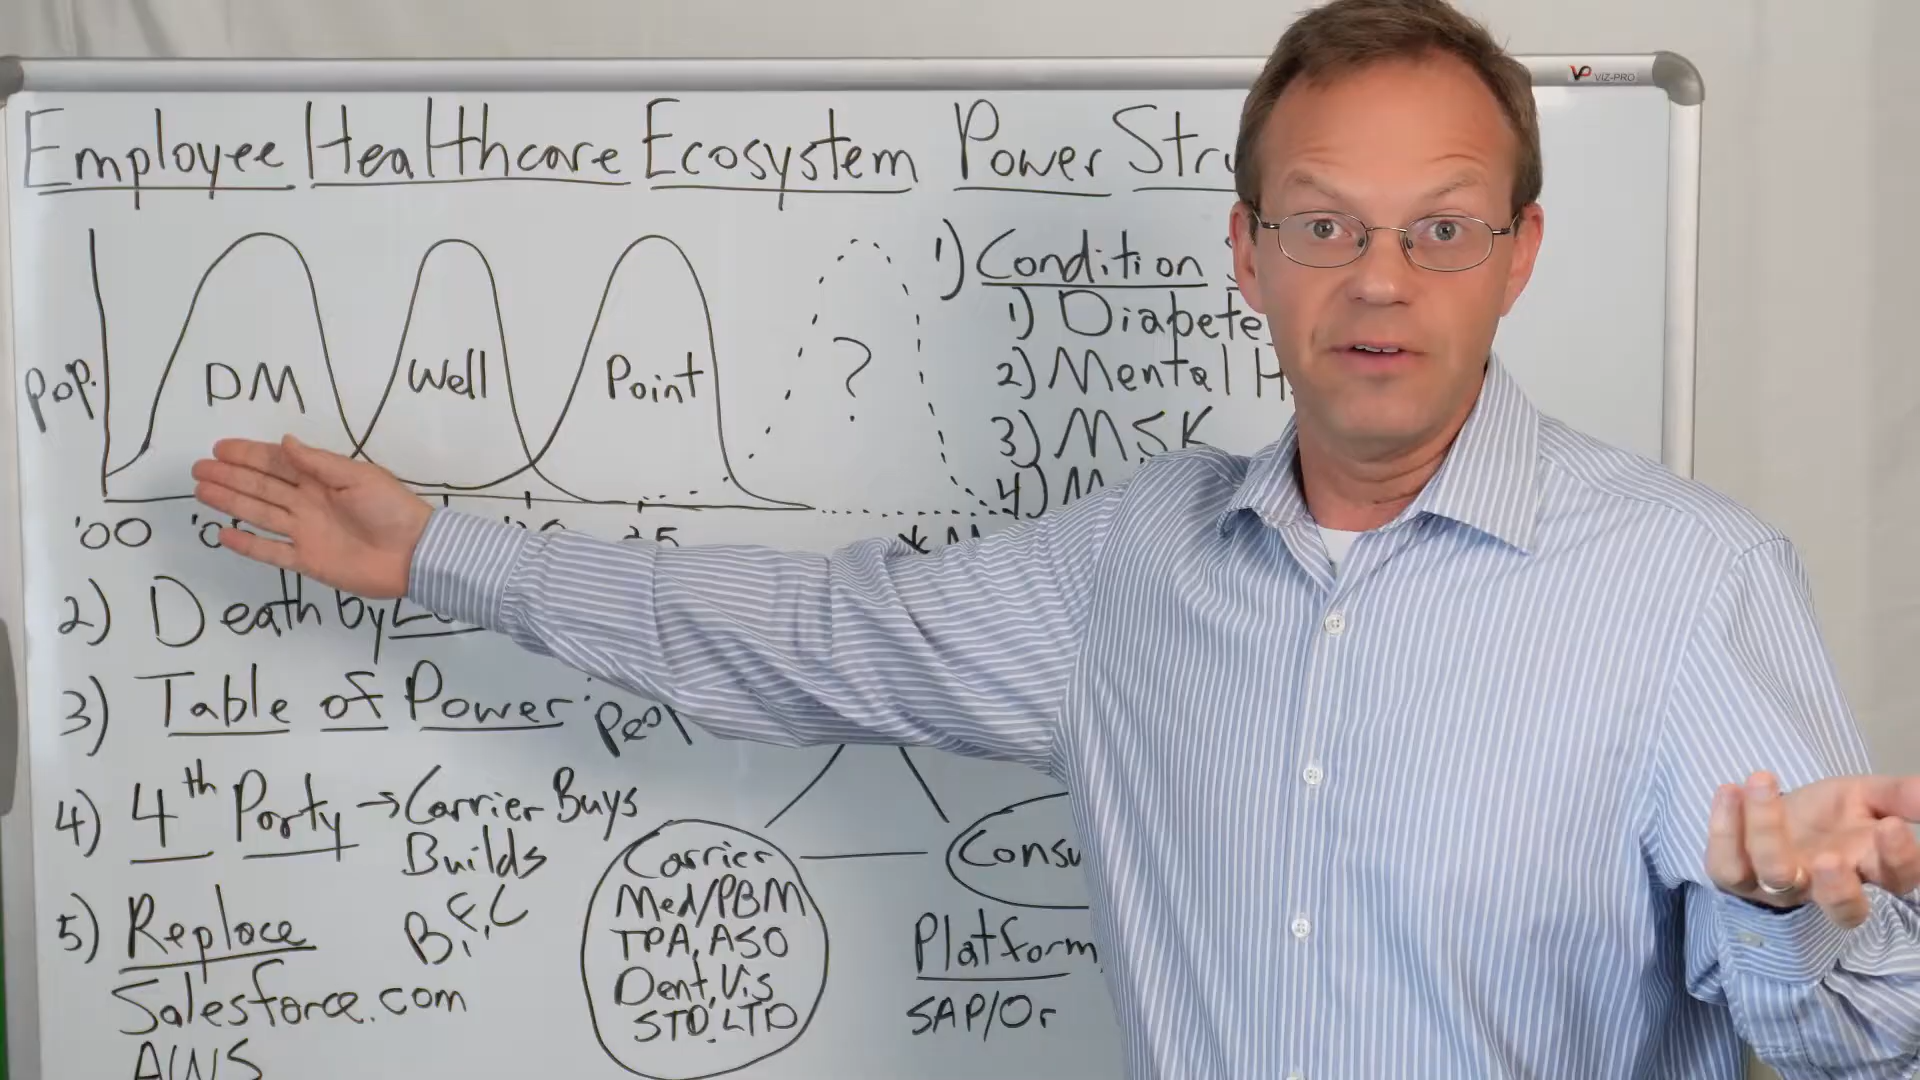 VP VIZ-PRO
Employee Healthcare Ecosystem Power Stru
pop.
DM
Well
Point
?
'00
1) Condition
1) Diabete
2) Mental H
3) MSK
4) M
2) Death by
3) Table of Power:
4) 4th Party → Carrier Buys
Builds
5) Replace
B, F, C
Salesforce.com
AWS
Carrier
Med/PBM
TPA, ASO
Dent, Vis
STD, LTD
Consu
Platform
SAP/Or